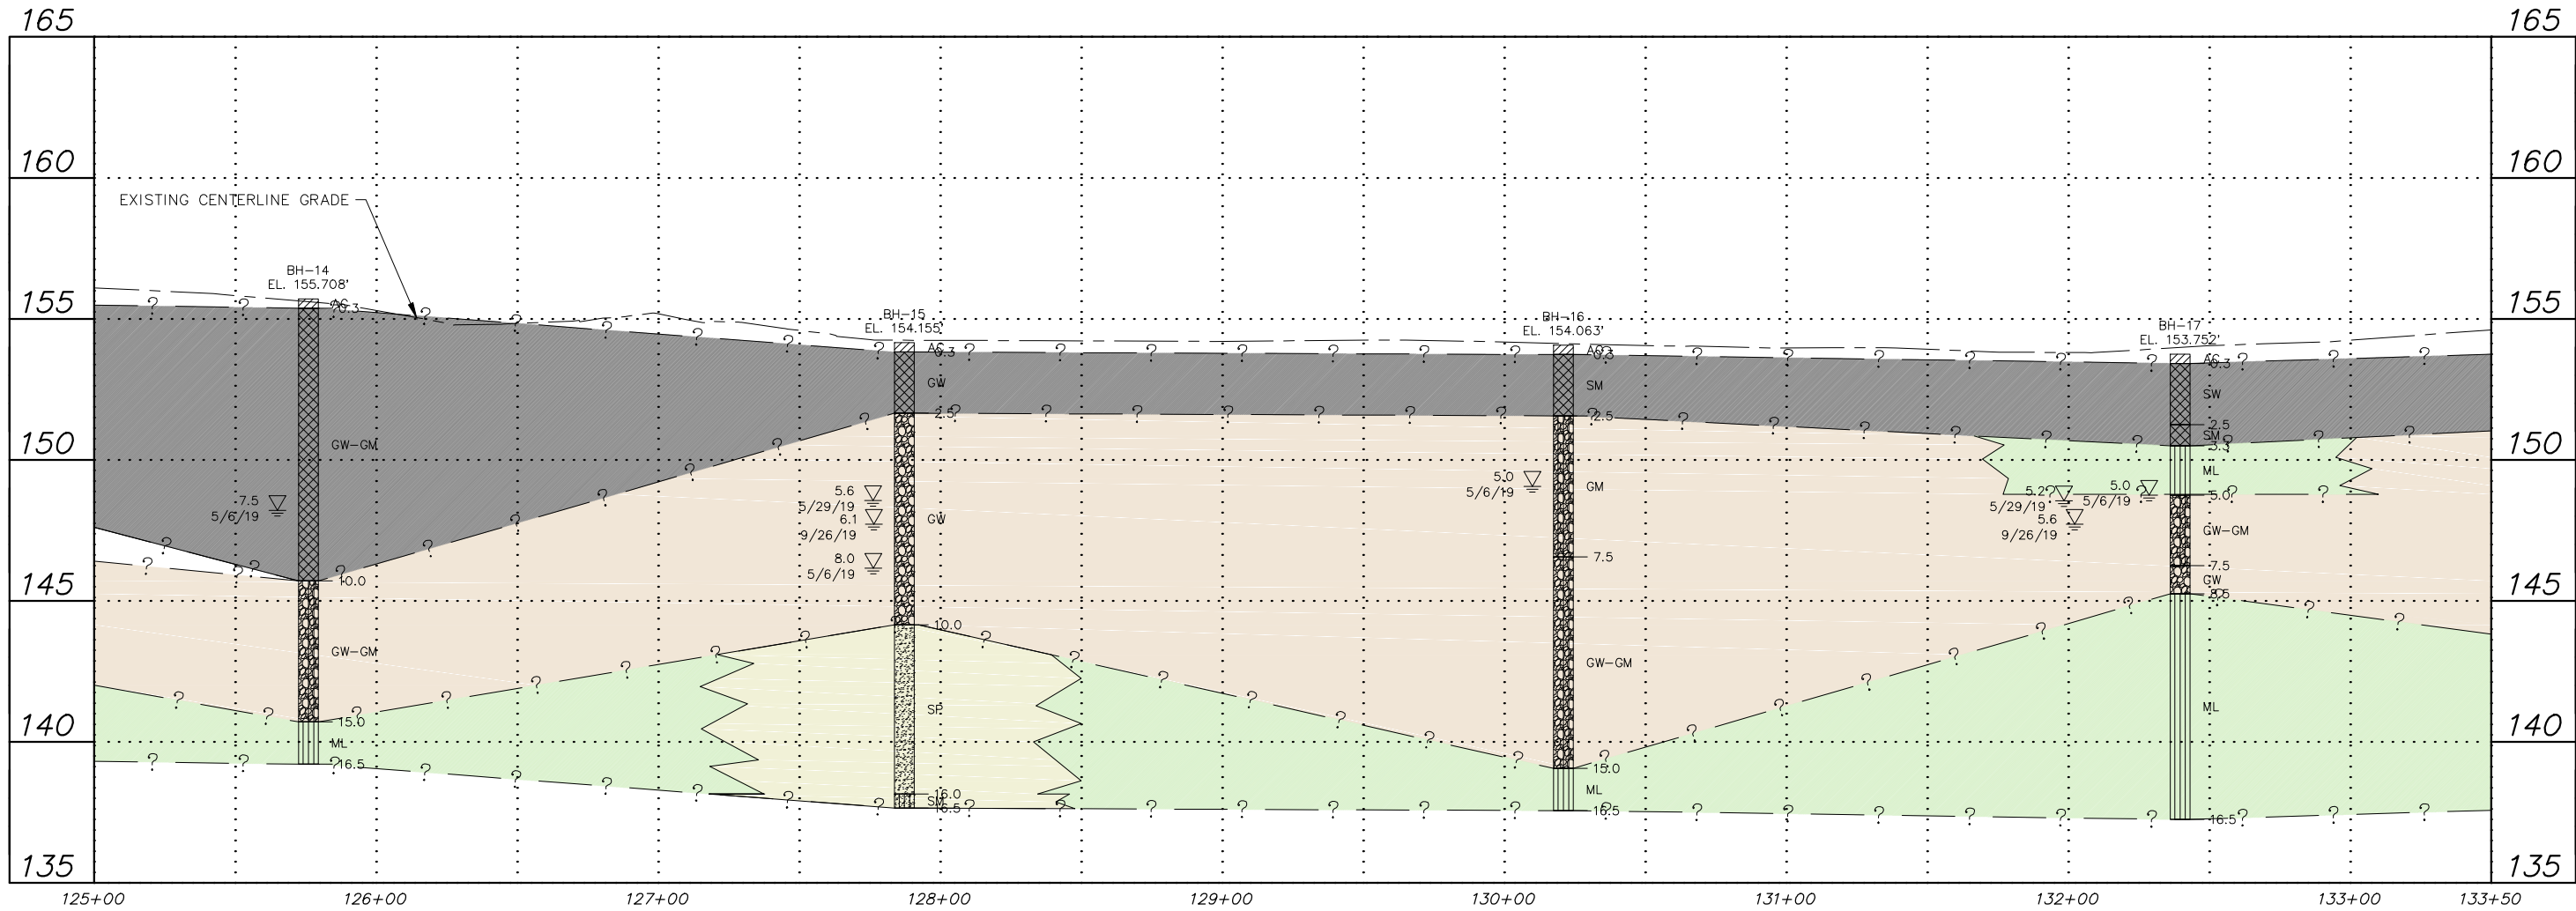 165
165
160
160
EXISTING CENTERLINE GRADE
BH-14
EL. 155.708'
AC
0.3
155
155
BH-15
EL. 154.155'
AC
0.3
BH-16
EL. 154.063'
AC
0.3
BH-17
EL. 153.752'
AC
0.3
GW
2.5
SM
2.5
SW
2.5
SM
3.3
GW-GM
150
150
ML
7.5
5/6/19
5.6
5/29/19
6.1
9/26/19
8.0
5/6/19
GW
5.0
5/6/19
GM
7.5
5.2
5/29/19
5.0
5/6/19
5.6
9/26/19
5.0
GW-GM
7.5
GW
8.5
10.0
145
145
10.0
GW-GM
GW-GM
15.0
ML
16.5
SP
16.0
SM
16.5
15.0
ML
16.5
ML
16.5
140
140
135
135
125+00
126+00
127+00
128+00
129+00
130+00
131+00
132+00
133+00
133+50